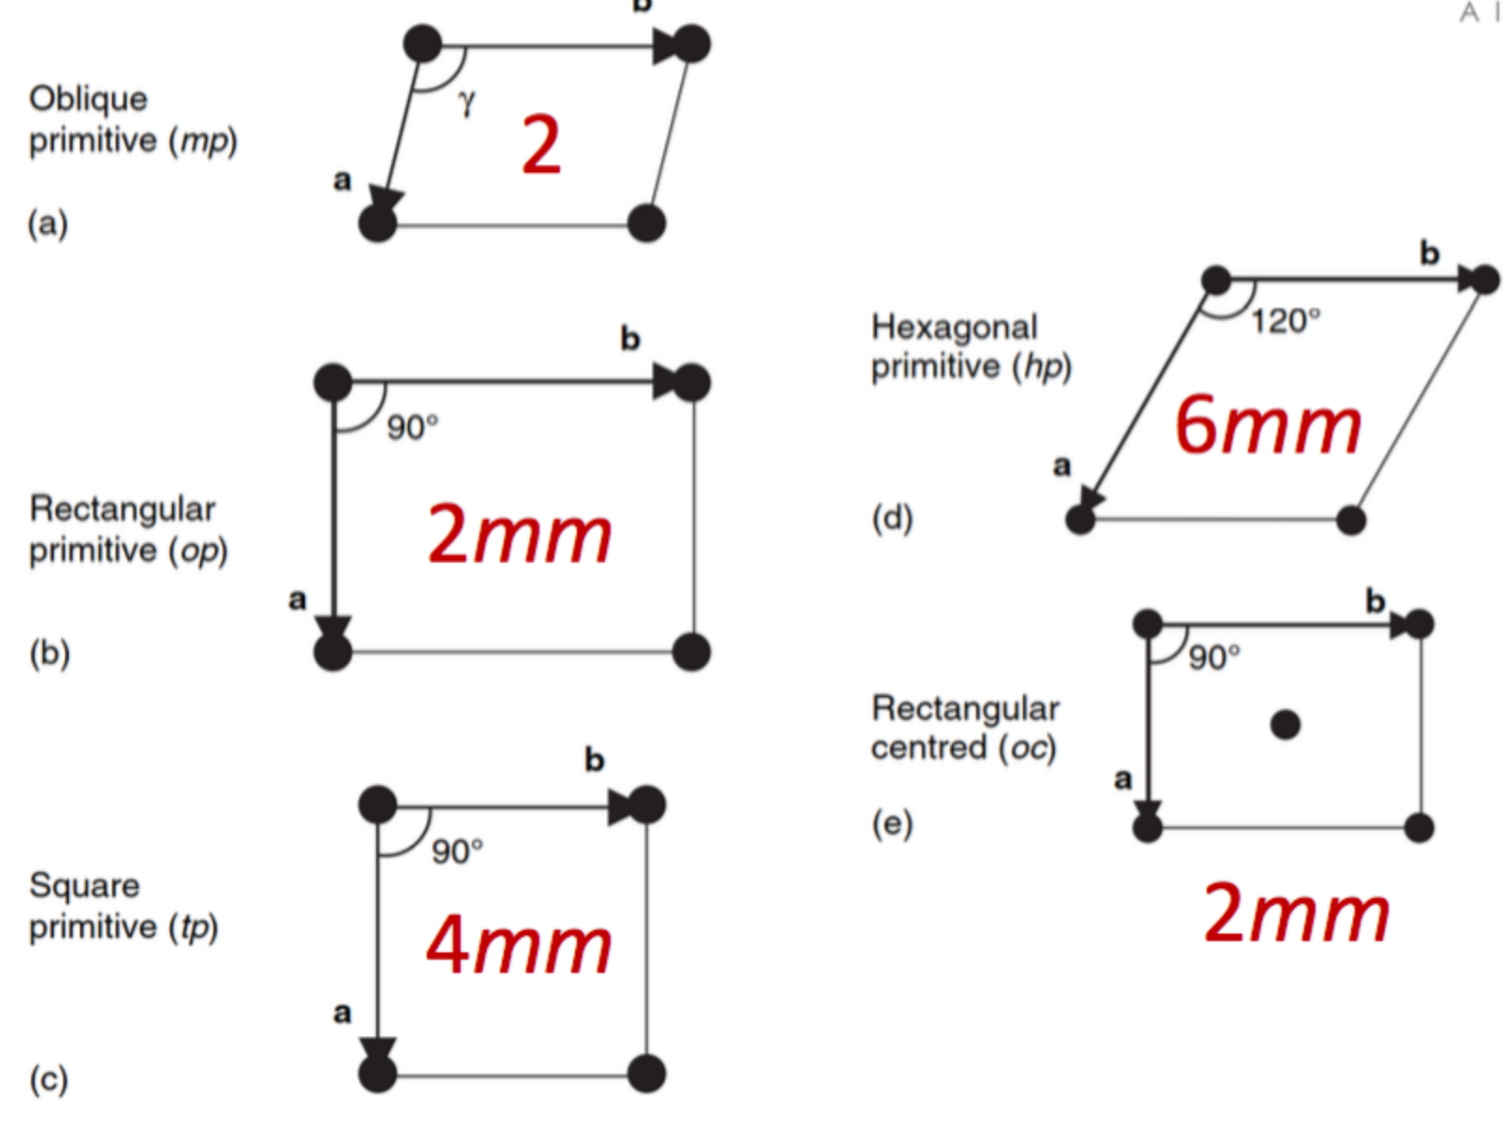 b
A I
Oblique
primitive (mp)
γ
2
a
(a)
b
90°
Rectangular
primitive (op)
2mm
a
(b)
b
90°
Square
primitive (tp)
4mm
a
(c)
b
120°
Hexagonal
primitive (hp)
6mm
a
(d)
b
90°
Rectangular
centred (oc)
a
(e)
2mm